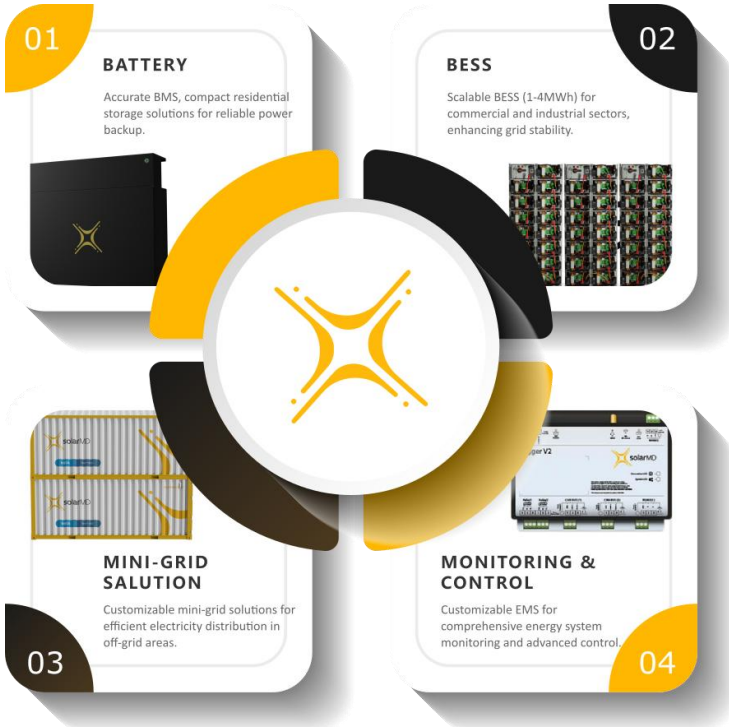 01
BATTERY
Accurate BMS, compact residential
storage solutions for reliable power
backup.
02
BESS
Scalable BESS (1-4MWh) for
commercial and industrial sectors,
enhancing grid stability.
solarMD
solarMD
MINI-GRID
SALUTION
Customizable mini-grid solutions for
efficient electricity distribution in
off-grid areas.
03
ger V2
solarMD
MONITORING &
CONTROL
Customizable EMS for
comprehensive energy system
monitoring and advanced control.
04